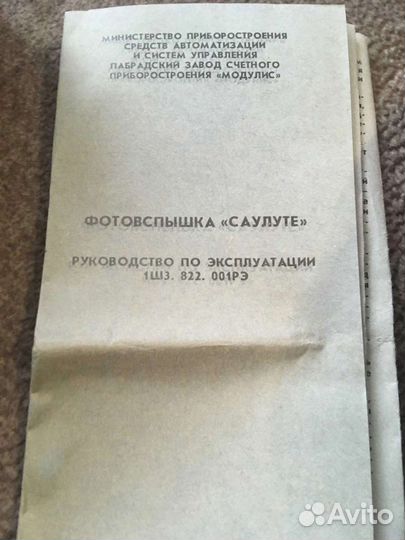 МИНИСТЕРСТВО ПРИБОРОСТРОЕНИЯ
СРЕДСТВ АВТОМАТИЗАЦИИ
И СИСТЕМ УПРАВЛЕНИЯ
ПАБРАДСКИЙ ЗАВОД СЧЕТНОГО
ПРИБОРОСТРОЕНИЯ «МОДУЛИС»
ФОТОВСПЫШКА «САУЛУТЕ»
РУКОВОДСТВО ПО ЭКСПЛУАТАЦИИ
1Ш3. 822. 001РЭ
Avito